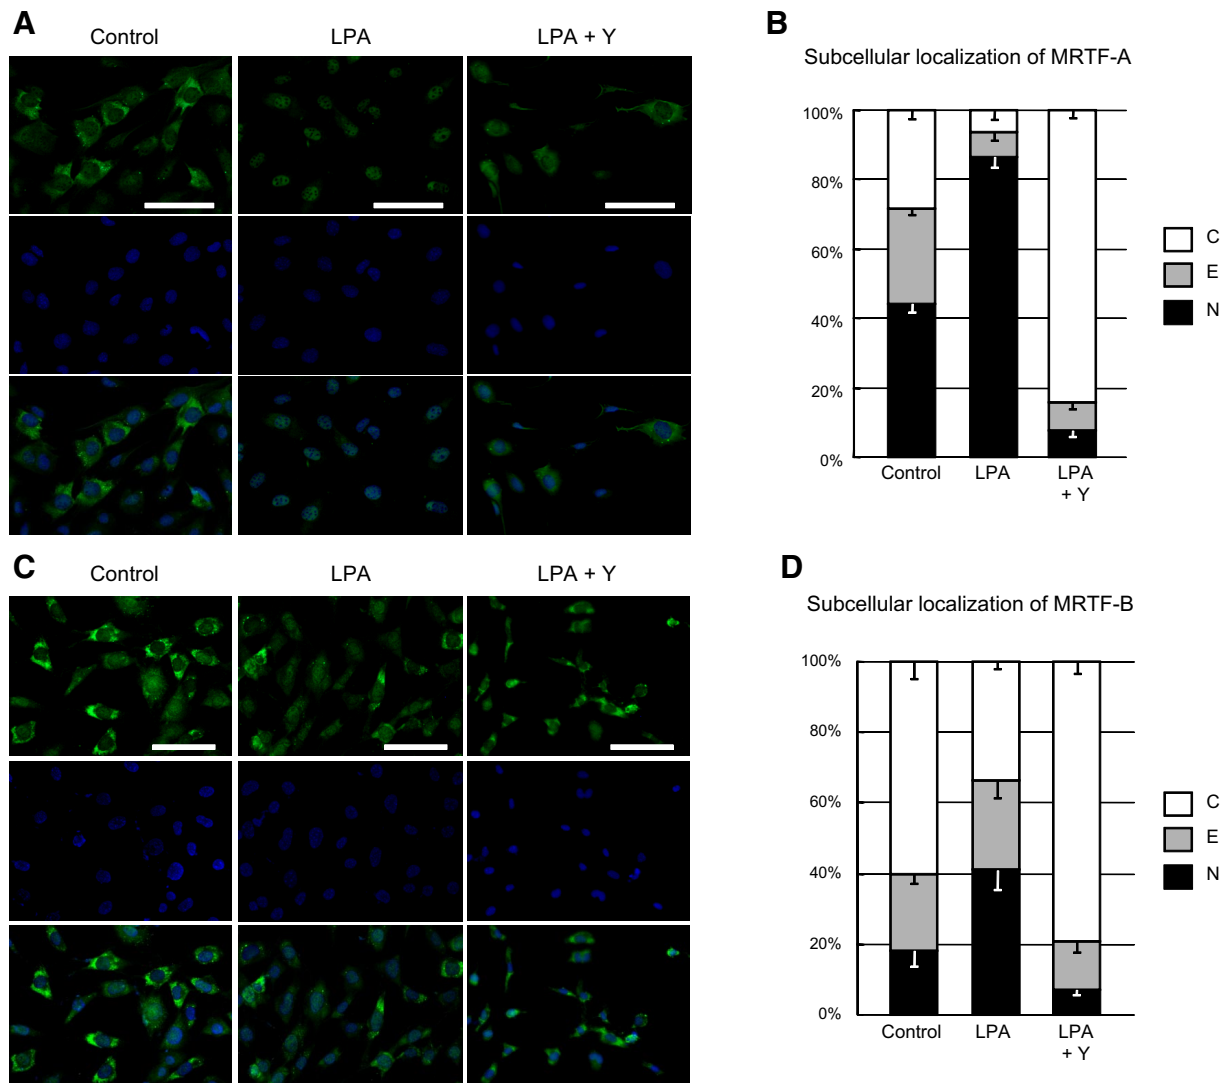 A
Control
LPA
LPA + Y
B
Subcellular localization of MRTF-A
100%
80%
60%
40%
20%
0%
Control
LPA
LPA
+ Y
C
E
N
C
Control
LPA
LPA + Y
D
Subcellular localization of MRTF-B
100%
80%
60%
40%
20%
0%
Control
LPA
LPA
+ Y
C
E
N